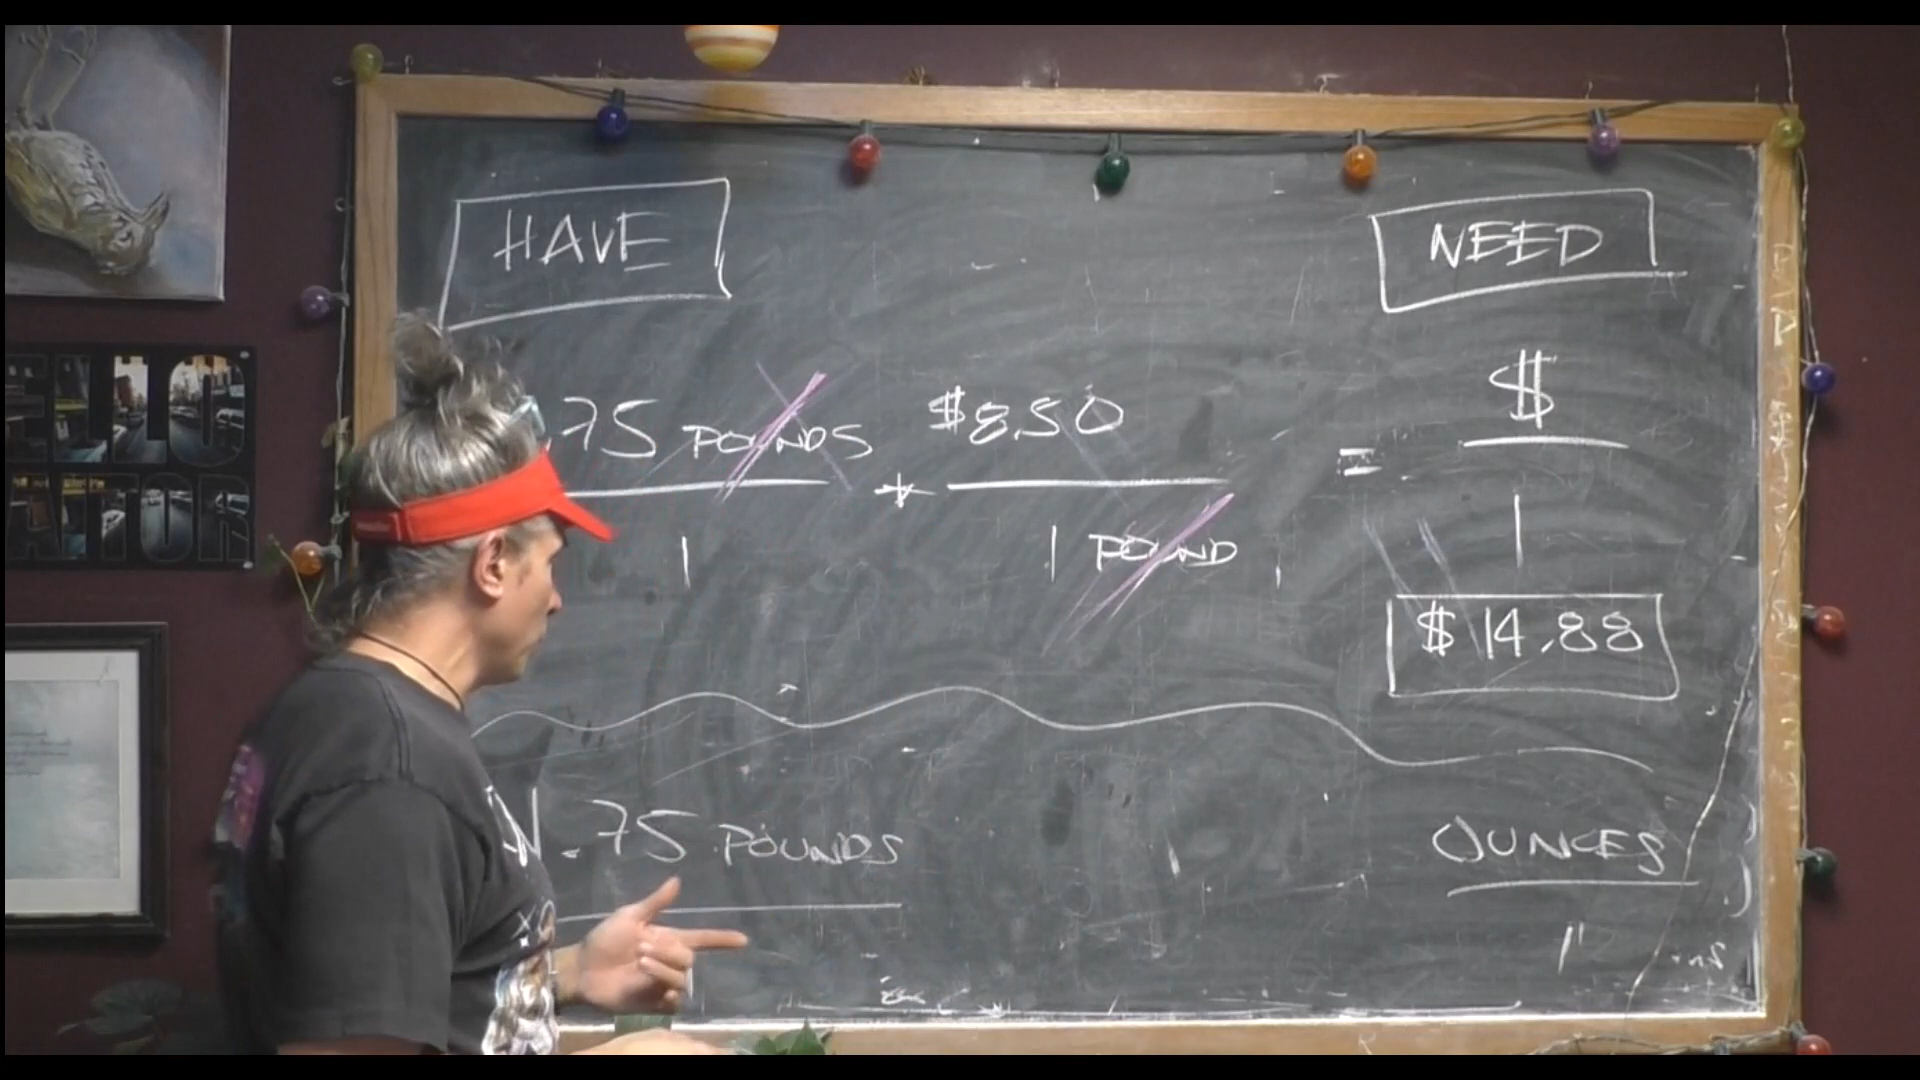 HAVE
NEED
.75 POUNDS * $8.50 = $
1 1 POUND 1
$14.88
.75 POUNDS OUNCES
1